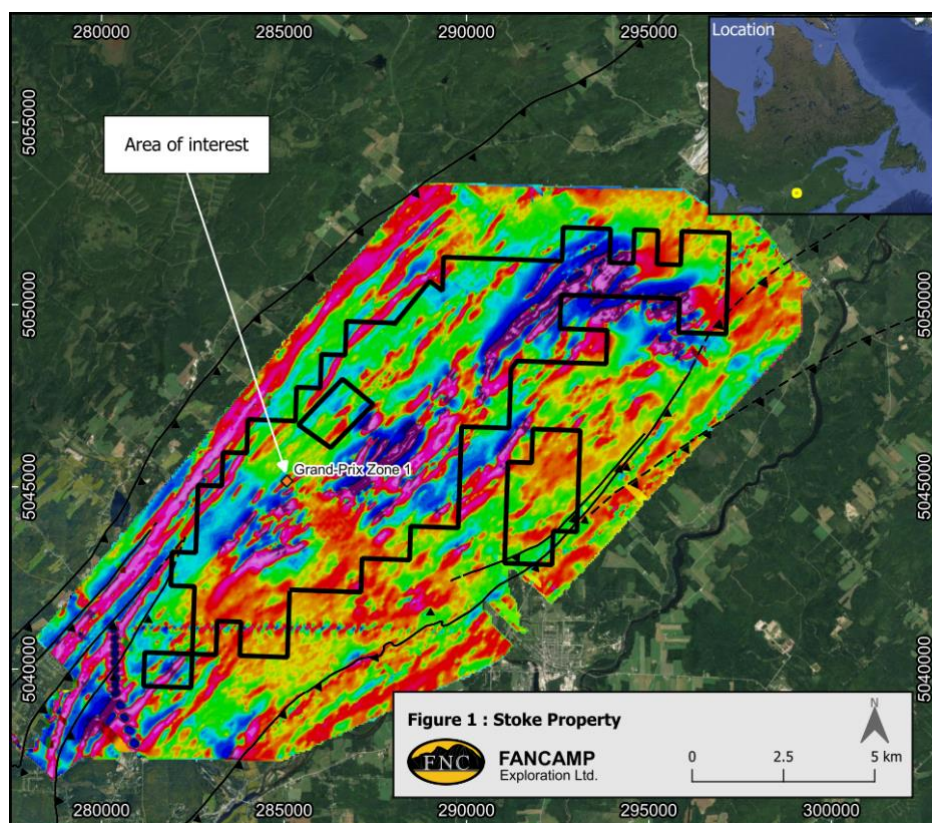 280000 285000 290000 295000
Location
5055000
5055000
Area of interest
5050000
5050000
Grand-Prix Zone 1
5045000
5045000
5040000
5040000
Figure 1 : Stoke Property
N
FNC
FANCAMP
Exploration Ltd.
0 2.5 5 km
280000 285000 290000 295000 300000